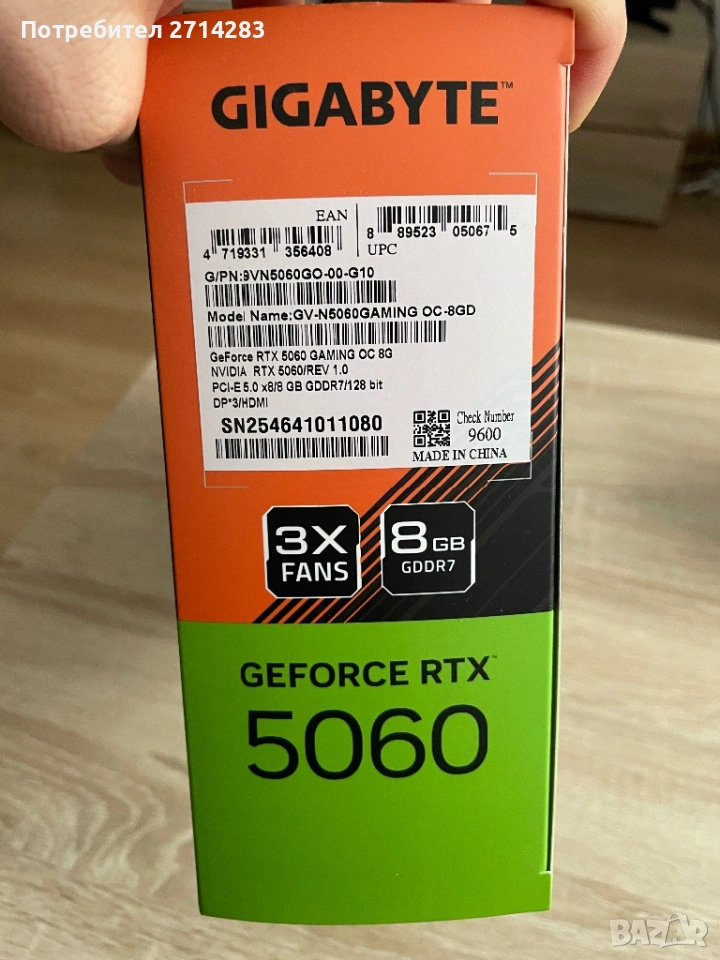 Потребител 2714283
GIGABYTE™
EAN
4 719331 356408
8 89523 05067 5
UPC
G/PN:9VN5060GO-00-G10
Model Name:GV-N5060GAMING OC-8GD
GeForce RTX 5060 GAMING OC 8G
NVIDIA RTX 5060/REV 1.0
PCI-E 5.0 x8/8 GB GDDR7/128 bit
DP*3/HDMI
SN254641011080
Check Number
9600
MADE IN CHINA
3X
FANS
8GB
GDDR7
GEFORCE RTX™
5060
BAZAR